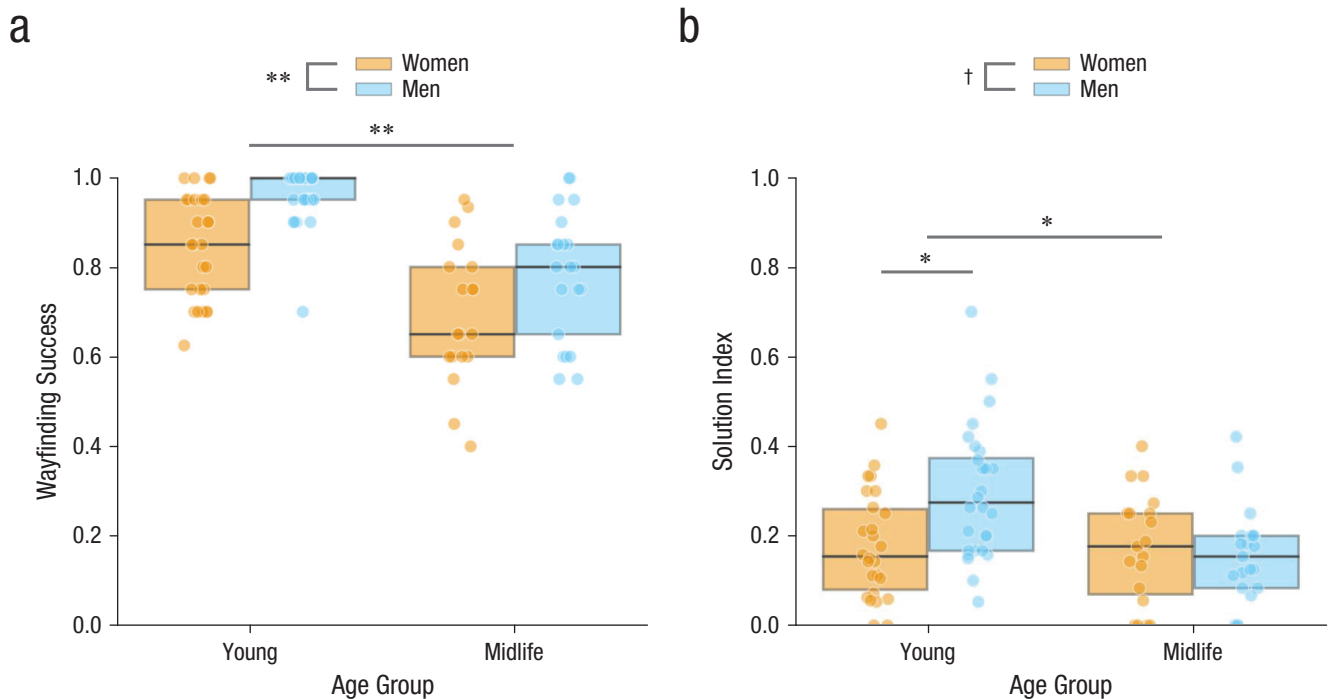 a
** Women
Men
**
Wayfinding Success
1.0
0.8
0.6
0.4
0.2
0.0
Young Midlife
Age Group
b
† Women
Men
*
*
Solution Index
1.0
0.8
0.6
0.4
0.2
0.0
Young Midlife
Age Group